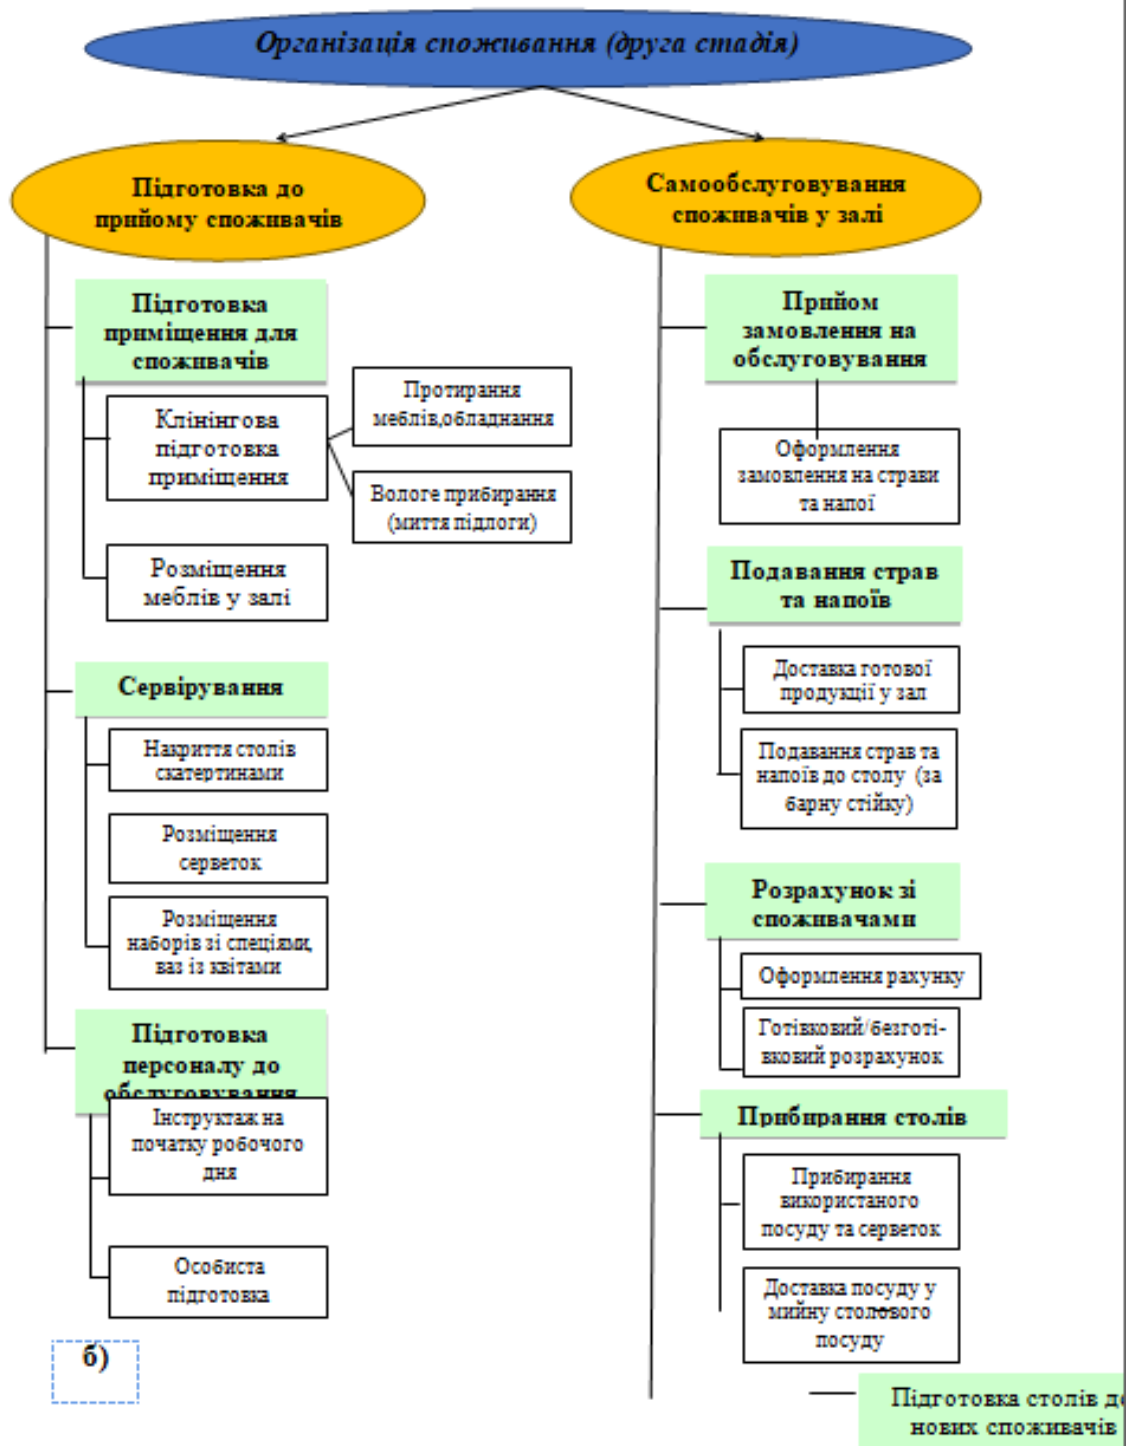 Організація споживання (друга стадія)
Підготовка до
прийому споживачів
Підготовка
приміщення для
споживачів
Клінінгова
підготовка
приміщення
Протирання
меблів,обладнання
Вологе прибирання
(миття підлоги)
Розміщення
меблів у залі
Сервірування
Накриття столів
скатертинами
Розміщення
серветок
Розміщення
наборів зі спеціями,
ваз із квітами
Підготовка
персоналу до
обслуговування
Інструктаж на
початку робочого
дня
Особиста
підготовка
Самообслуговування
споживачів у залі
Прийом
замовлення на
обслуговування
Оформлення
замовлення на страви
та напої
Подавання страв
та напоїв
Доставка готової
продукції у зал
Подавання страв та
напоїв до столу (за
барну стійку)
Розрахунок зі
споживачами
Оформлення рахунку
Готівковий/безготі-
вковий розрахунок
Прибирання столів
Прибирання
використаного
посуду та серветок
Доставка посуду у
мийну столового
посуду
Підготовка столів до
нових споживачів
б)